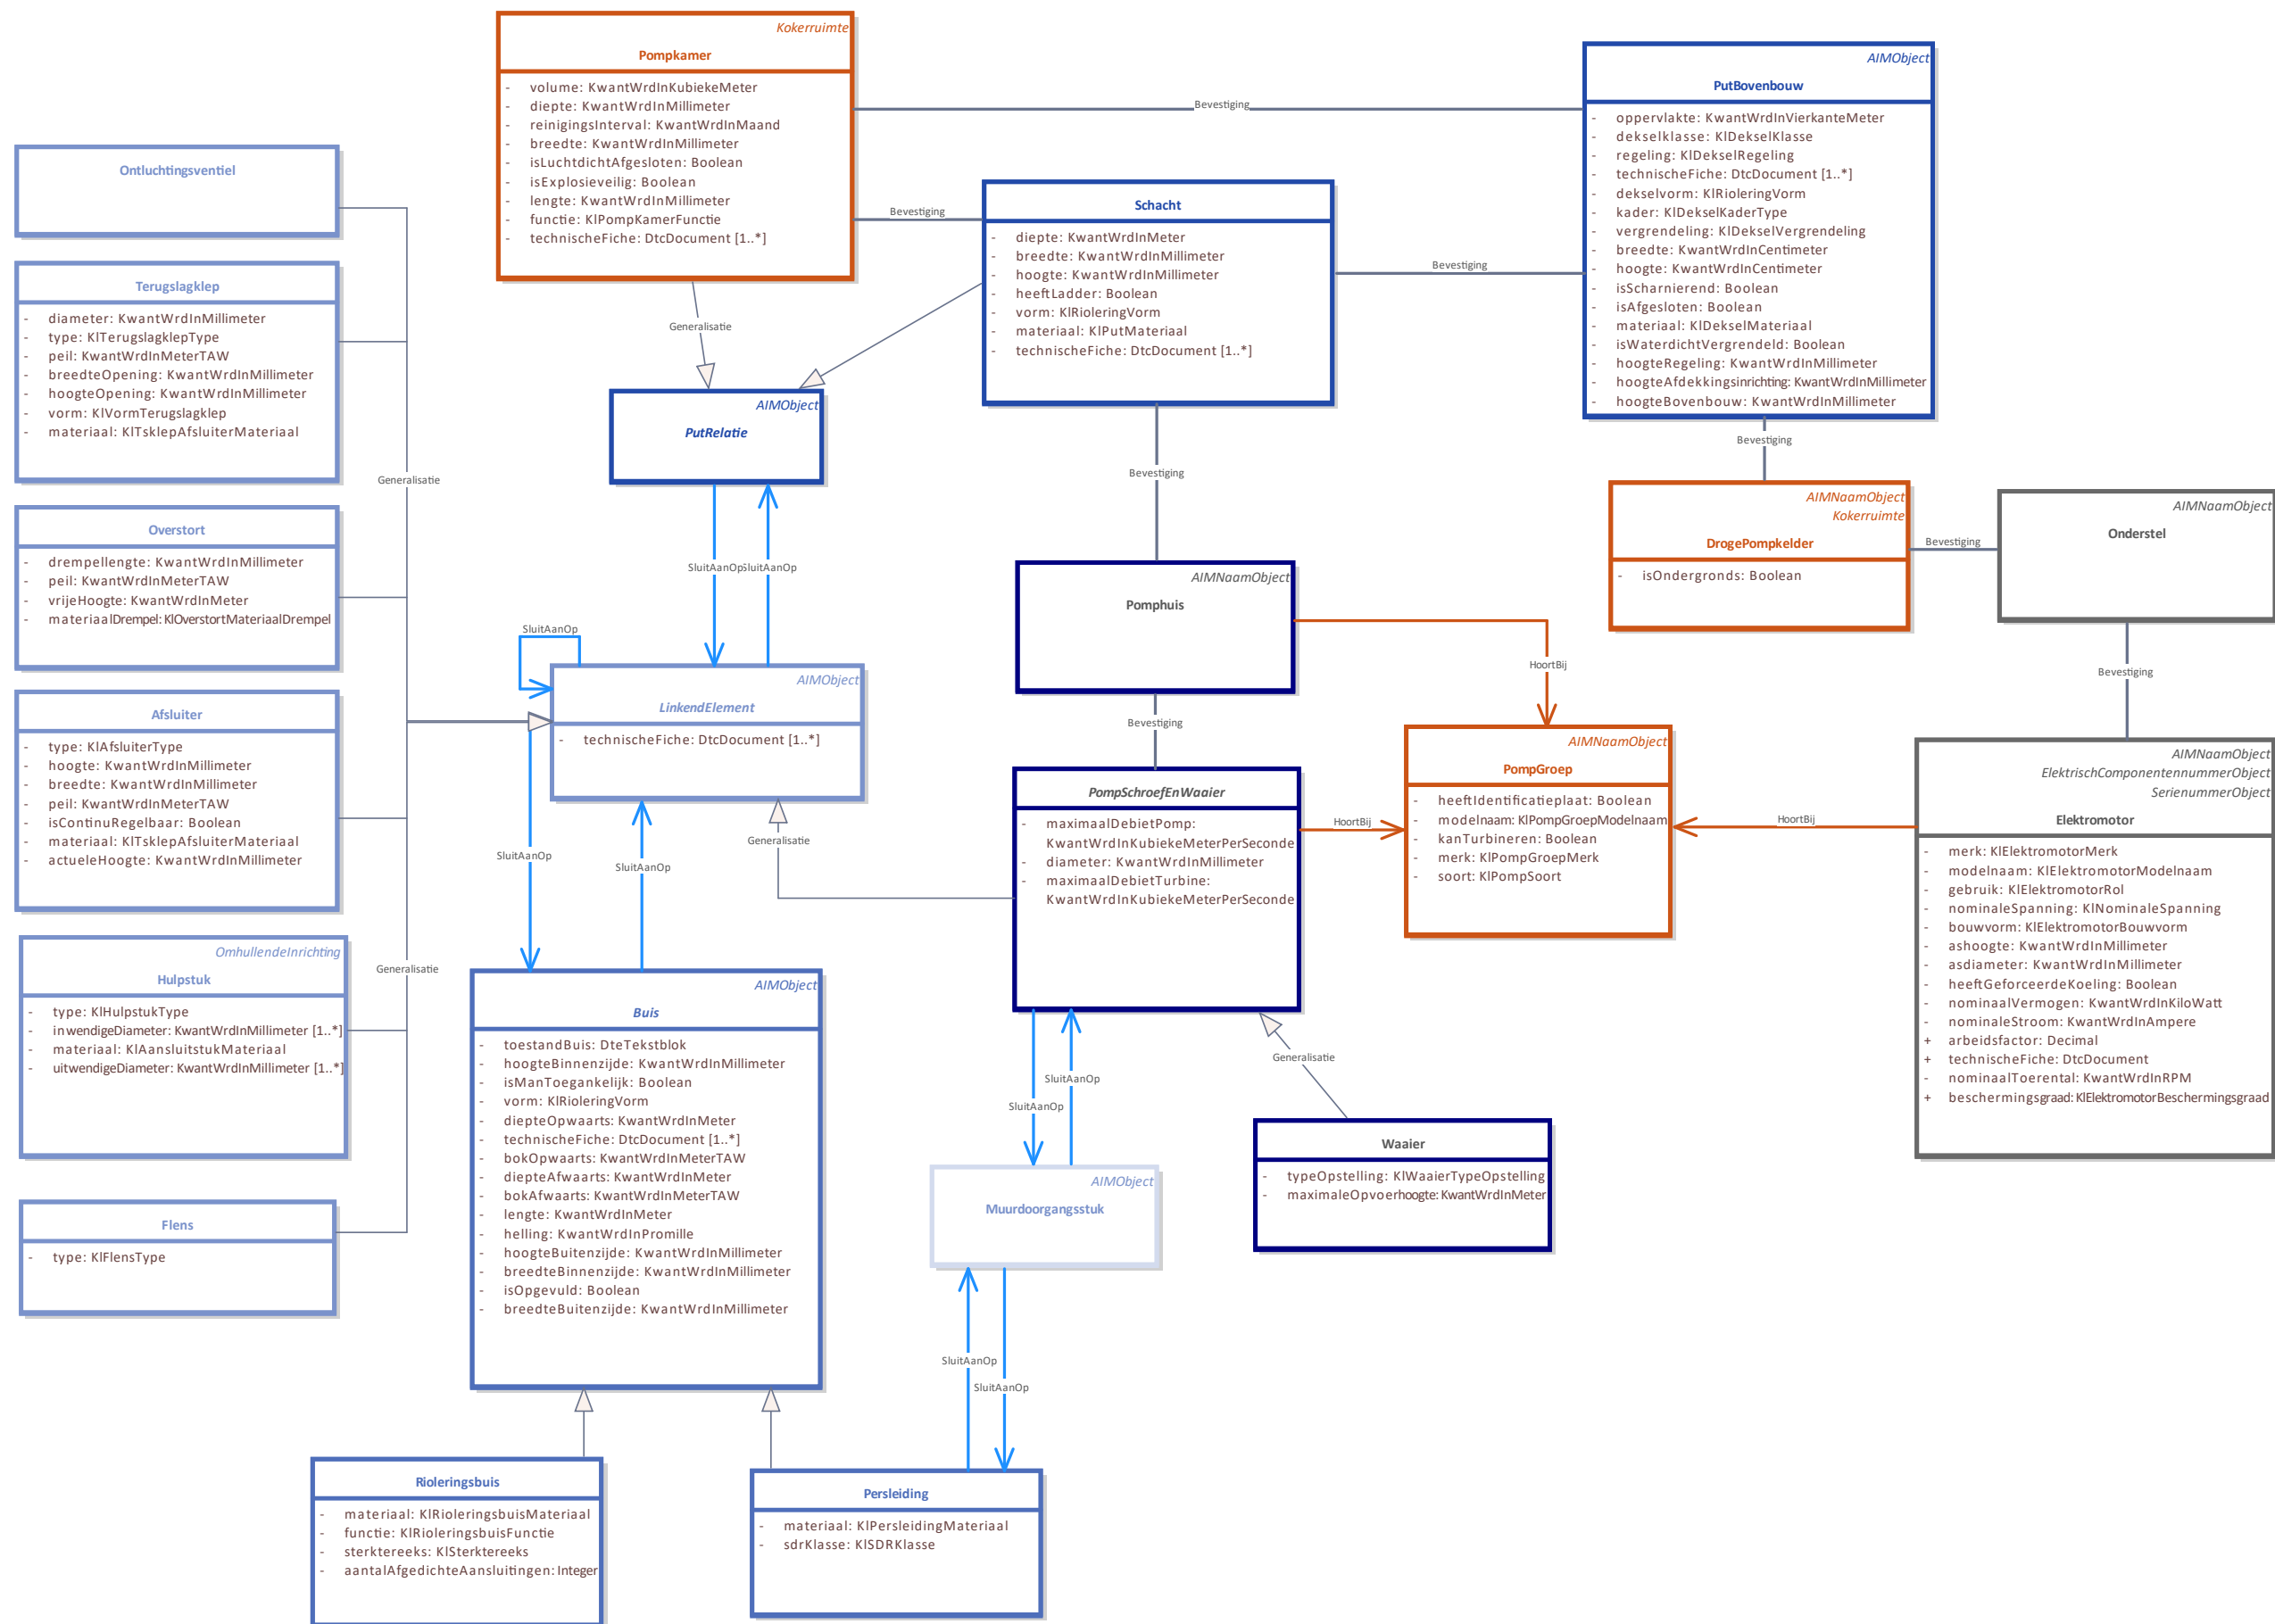 Kokerruimte
Pompkamer
- volume: KwantWrdInKubiekeMeter
- diepte: KwantWrdInMillimeter
- reinigingsInterval: KwantWrdInMaand
- breedte: KwantWrdInMillimeter
- isLuchtdichtAfgesloten: Boolean
- isExplosieveilig: Boolean
- lengte: KwantWrdInMillimeter
- functie: KlPompKamerFunctie
- technischeFiche: DtcDocument [1..*]
AIMObject
PutBovenbouw
- oppervlakte: KwantWrdInVierkanteMeter
- dekselklasse: KlDekselKlasse
- regeling: KlDekselRegeling
- technischeFiche: DtcDocument [1..*]
- dekselvorm: KlRioleringVorm
- kader: KlDekselKaderType
- vergrendeling: KlDekselVergrendeling
- breedte: KwantWrdInCentimeter
- hoogte: KwantWrdInCentimeter
- isScharnierend: Boolean
- isAfgesloten: Boolean
- materiaal: KlDekselMateriaal
- isWaterdichtVergrendeld: Boolean
- hoogteRegeling: KwantWrdInMillimeter
- hoogteAfdekkingsinrichting: KwantWrdInMillimeter
- hoogteBovenbouw: KwantWrdInMillimeter
Bevestiging
Bevestiging
Bevestiging
Schacht
- diepte: KwantWrdInMeter
- breedte: KwantWrdInMillimeter
- hoogte: KwantWrdInMillimeter
- heeftLadder: Boolean
- vorm: KlRioleringVorm
- materiaal: KlPutMateriaal
- technischeFiche: DtcDocument [1..*]
Ontluchtingsventiel
Terugslagklep
- diameter: KwantWrdInMillimeter
- type: KlTerugslagklepType
- peil: KwantWrdInMeterTAW
- breedteOpening: KwantWrdInMillimeter
- hoogteOpening: KwantWrdInMillimeter
- vorm: KlVormTerugslagklep
- materiaal: KlTsklepAfsluiterMateriaal
Generalisatie
Generalisatie
AIMObject
PutRelatie
Bevestiging
Bevestiging
AIMNaamObject
Kokerruimte
DrogePompkelder
- isOndergronds: Boolean
Bevestiging
AIMNaamObject
Onderstel
Overstort
- drempellengte: KwantWrdInMillimeter
- peil: KwantWrdInMeterTAW
- vrijeHoogte: KwantWrdInMeter
- materiaalDrempel: KlOverstortMateriaalDrempel
SluitAanOp
SluitAanOp
AIMNaamObject
Pomphuis
SluitAanOp
HoortBij
Bevestiging
Bevestiging
AIMObject
LinkendElement
- technischeFiche: DtcDocument [1..*]
Afsluiter
- type: KlAfsluiterType
- hoogte: KwantWrdInMillimeter
- breedte: KwantWrdInMillimeter
- peil: KwantWrdInMeterTAW
- isContinuRegelbaar: Boolean
- materiaal: KlTsklepAfsluiterMateriaal
- actueleHoogte: KwantWrdInMillimeter
SluitAanOp
SluitAanOp
Generalisatie
PompSchroefEnWaaier
- maximaalDebietPomp:
KwantWrdInKubiekeMeterPerSeconde
- diameter: KwantWrdInMillimeter
- maximaalDebietTurbine:
KwantWrdInKubiekeMeterPerSeconde
HoortBij
AIMNaamObject
PompGroep
- heeftIdentificatieplaat: Boolean
- modelnaam: KlPompGroepModelnaam
- kanTurbineren: Boolean
- merk: KlPompGroepMerk
- soort: KlPompSoort
HoortBij
AIMNaamObject
ElektrischComponentennummerObject
SerienummerObject
Elektromotor
- merk: KlElektromotorMerk
- modelnaam: KlElektromotorModelnaam
- gebruik: KlElektromotorRol
- nominaleSpanning: KlNominaleSpanning
- bouwvorm: KlElektromotorBouwvorm
- ashoogte: KwantWrdInMillimeter
- asdiameter: KwantWrdInMillimeter
- heeftGeforceerdeKoeling: Boolean
- nominaalVermogen: KwantWrdInKiloWatt
- nominaleStroom: KwantWrdInAmpere
+ arbeidsfactor: Decimal
+ technischeFiche: DtcDocument
- nominaalToerental: KwantWrdInRPM
+ beschermingsgraad: KlElektromotorBeschermingsgraad
OmhullendeInrichting
Hulpstuk
- type: KlHulpstukType
- inwendigeDiameter: KwantWrdInMillimeter [1..*]
- materiaal: KlAansluitstukMateriaal
- uitwendigeDiameter: KwantWrdInMillimeter [1..*]
Generalisatie
AIMObject
Buis
- toestandBuis: DteTekstblok
- hoogteBinnenzijde: KwantWrdInMillimeter
- isManToegankelijk: Boolean
- vorm: KlRioleringVorm
- diepteOpwaarts: KwantWrdInMeter
- technischeFiche: DtcDocument [1..*]
- bokOpwaarts: KwantWrdInMeterTAW
- diepteAfwaarts: KwantWrdInMeter
- bokAfwaarts: KwantWrdInMeterTAW
- lengte: KwantWrdInMeter
- helling: KwantWrdInPromille
- hoogteBuitenzijde: KwantWrdInMillimeter
- breedteBinnenzijde: KwantWrdInMillimeter
- isOpgevuld: Boolean
- breedteBuitenzijde: KwantWrdInMillimeter
Generalisatie
SluitAanOp
SluitAanOp
Waaier
- typeOpstelling: KlWaaierTypeOpstelling
- maximaleOpvoerhoogte: KwantWrdInMeter
AIMObject
Muurdoorgangsstuk
Flens
- type: KlFlensType
SluitAanOp
SluitAanOp
Rioleringsbuis
- materiaal: KlRioleringsbuisMateriaal
- functie: KlRioleringsbuisFunctie
- sterktereeks: KlSterktereeks
- aantalAfgedichteAansluitingen: Integer
Persleiding
- materiaal: KlPersleidingMateriaal
- sdrKlasse: KlSDRKlasse